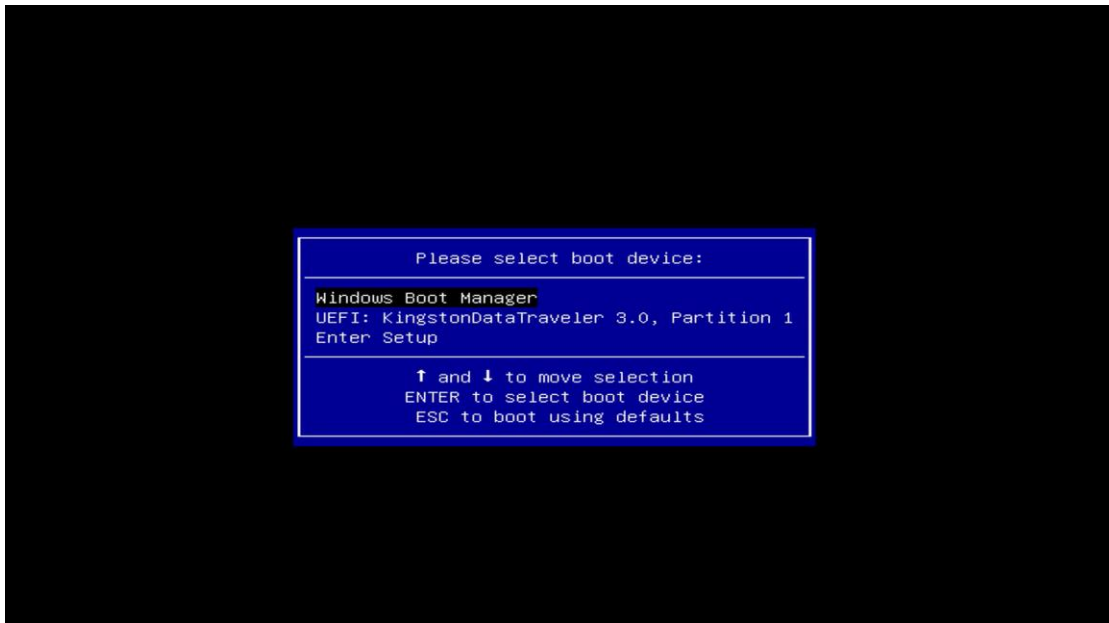 Please select boot device:
Windows Boot Manager
UEFI: KingstonDataTraveler 3.0, Partition 1
Enter Setup
↑ and ↓ to move selection
ENTER to select boot device
ESC to boot using defaults